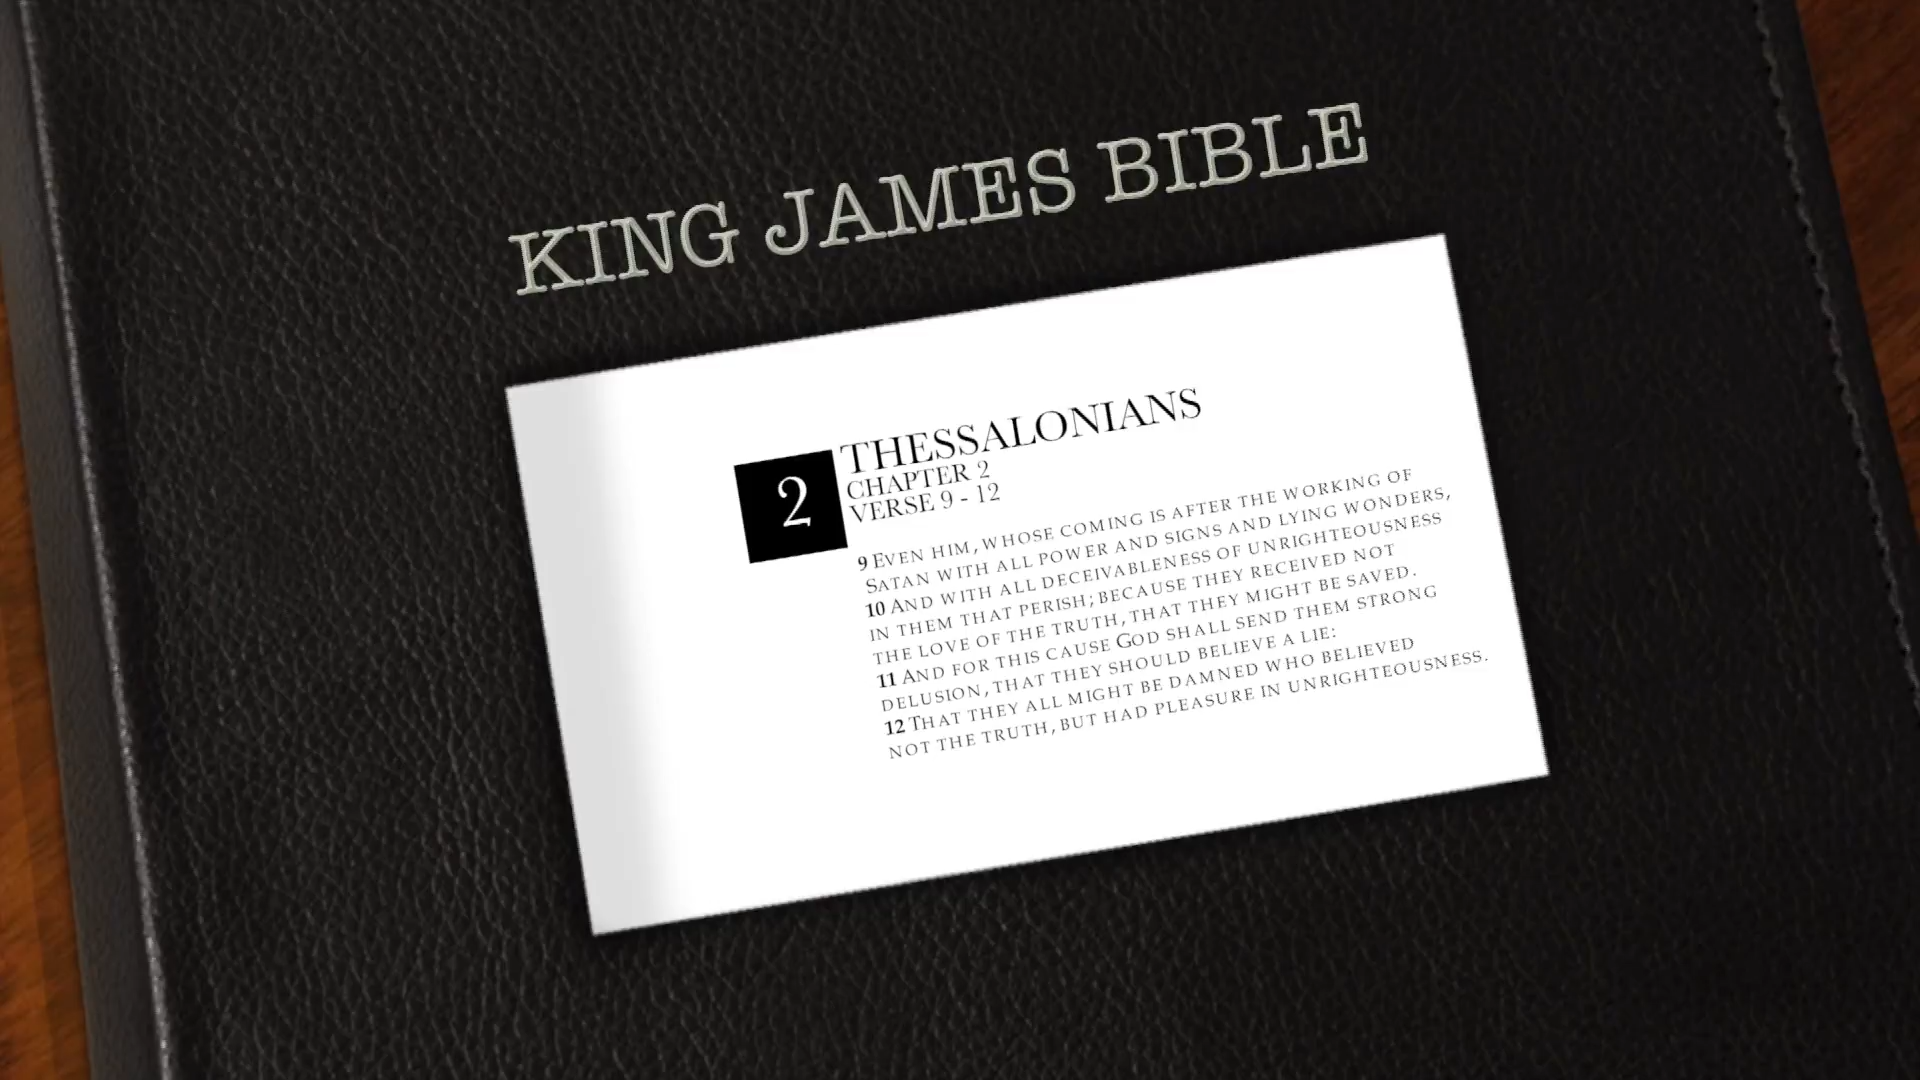 KING JAMES BIBLE
2
THESSALONIANS
CHAPTER 2
VERSE 9 - 12
9 EVEN HIM, WHOSE COMING IS AFTER THE WORKING OF
SATAN WITH ALL POWER AND SIGNS AND LYING WONDERS,
10 AND WITH ALL DECEIVABLENESS OF UNRIGHTEOUSNESS
IN THEM THAT PERISH; BECAUSE THEY RECEIVED NOT
THE LOVE OF THE TRUTH, THAT THEY MIGHT BE SAVED.
11 AND FOR THIS CAUSE GOD SHALL SEND THEM STRONG
DELUSION, THAT THEY SHOULD BELIEVE A LIE:
12 THAT THEY ALL MIGHT BE DAMNED WHO BELIEVED
NOT THE TRUTH, BUT HAD PLEASURE IN UNRIGHTEOUSNESS.